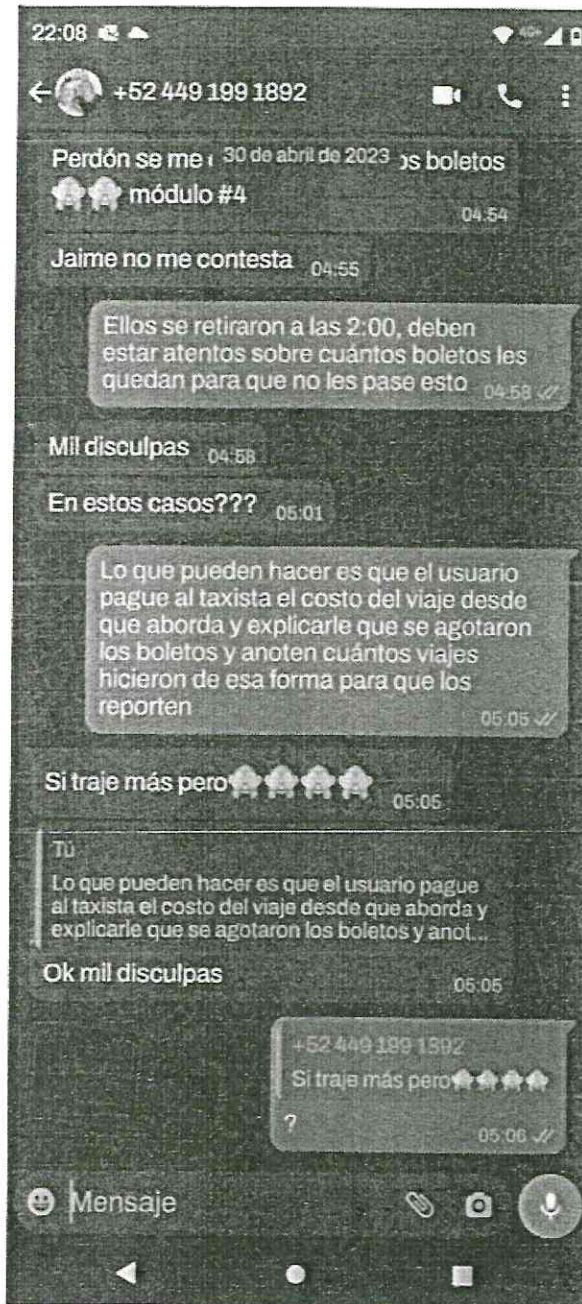 22:08
4G+
+52 449 199 1892
30 de abril de 2023
Perdón se me os boletos
🙈🙈 módulo #4
04:54
Jaime no me contesta 04:55
Ellos se retiraron a las 2:00, deben
estar atentos sobre cuántos boletos les
quedan para que no les pase esto 04:58
Mil disculpas 04:58
En estos casos??? 05:01
Lo que pueden hacer es que el usuario
pague al taxista el costo del viaje desde
que aborda y explicarle que se agotaron
los boletos y anoten cuántos viajes
hicieron de esa forma para que los
reporten
05:05
Si traje más pero🙈🙈🙈🙈 05:05
Tú
Lo que pueden hacer es que el usuario pague
al taxista el costo del viaje desde que aborda y
explicarle que se agotaron los boletos y anot...
Ok mil disculpas 05:05
+52 449 199 1892
Si traje más pero🙈🙈🙈🙈
?
05:06
Mensaje